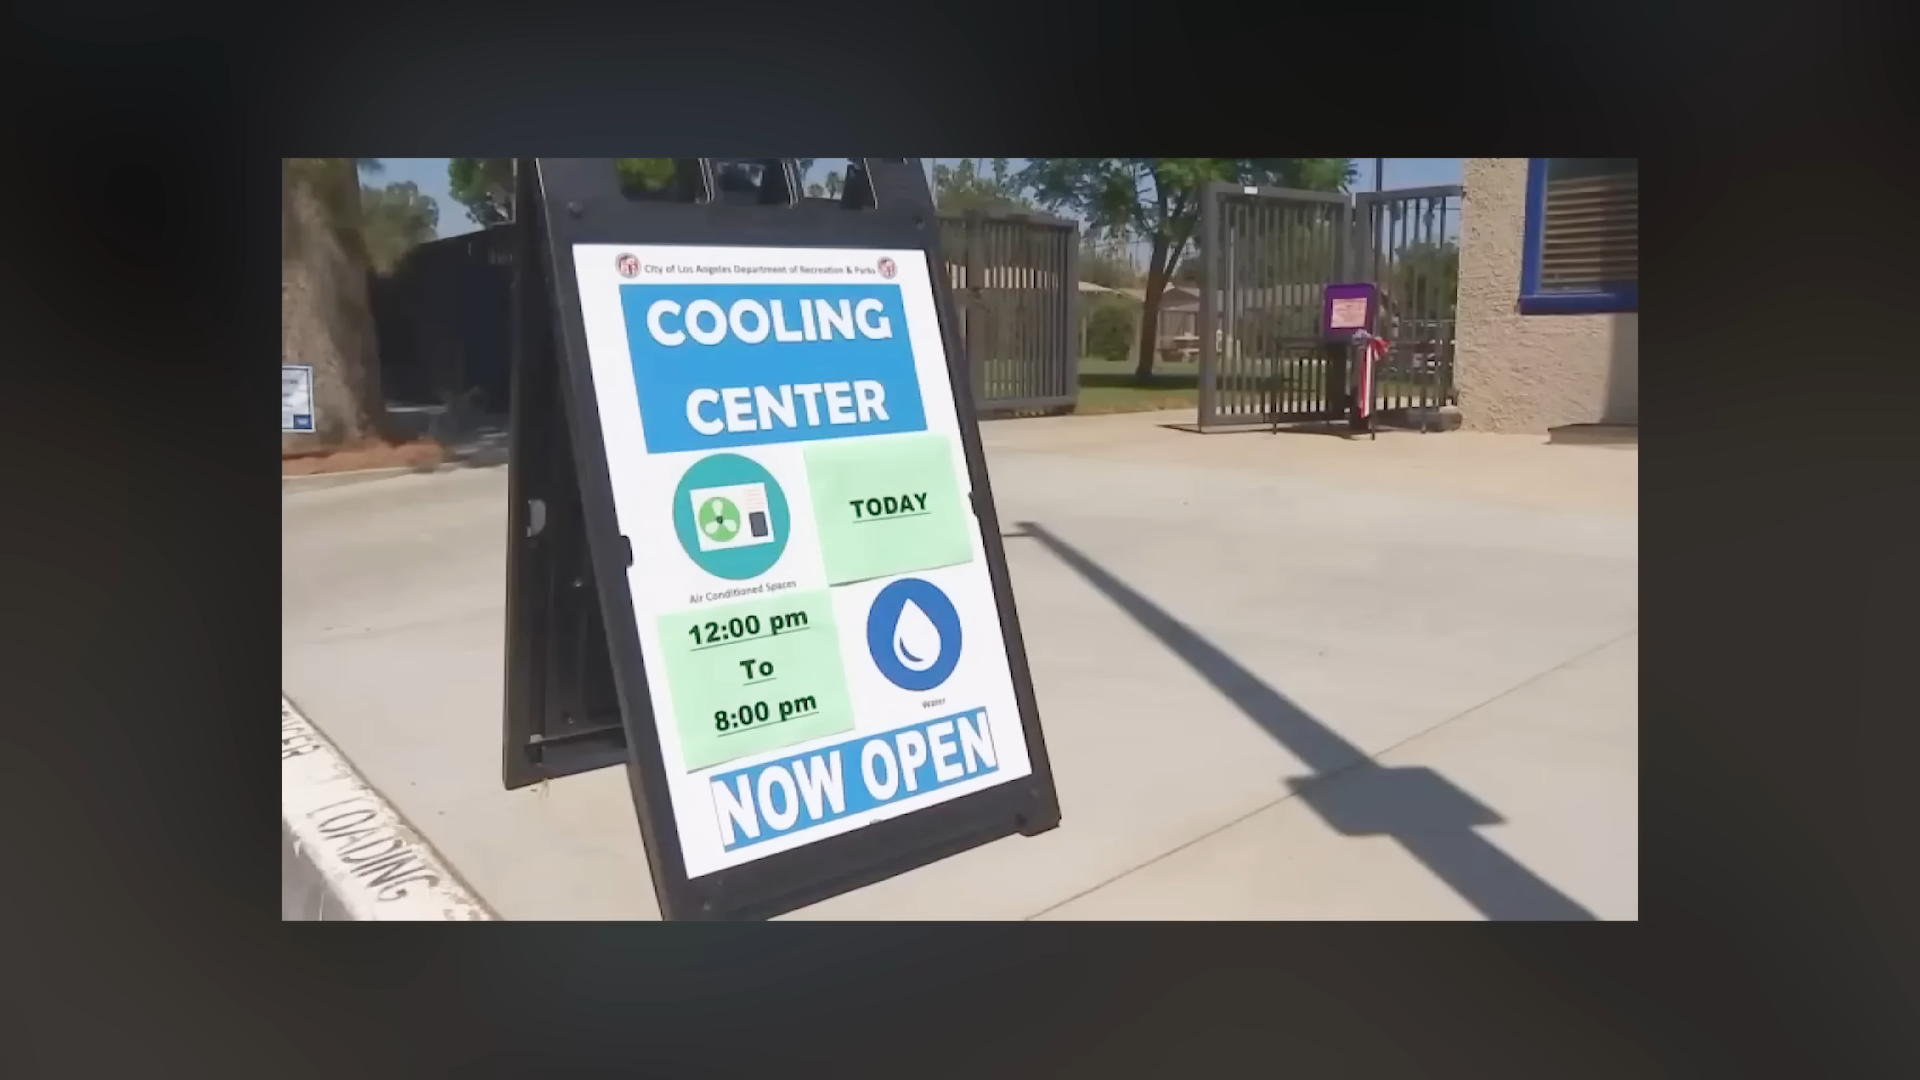 City of Los Angeles Department of Recreation & Parks
COOLING
CENTER
TODAY
Air Conditioned Spaces
12:00 pm
To
8:00 pm
Water
NOW OPEN
LOADING